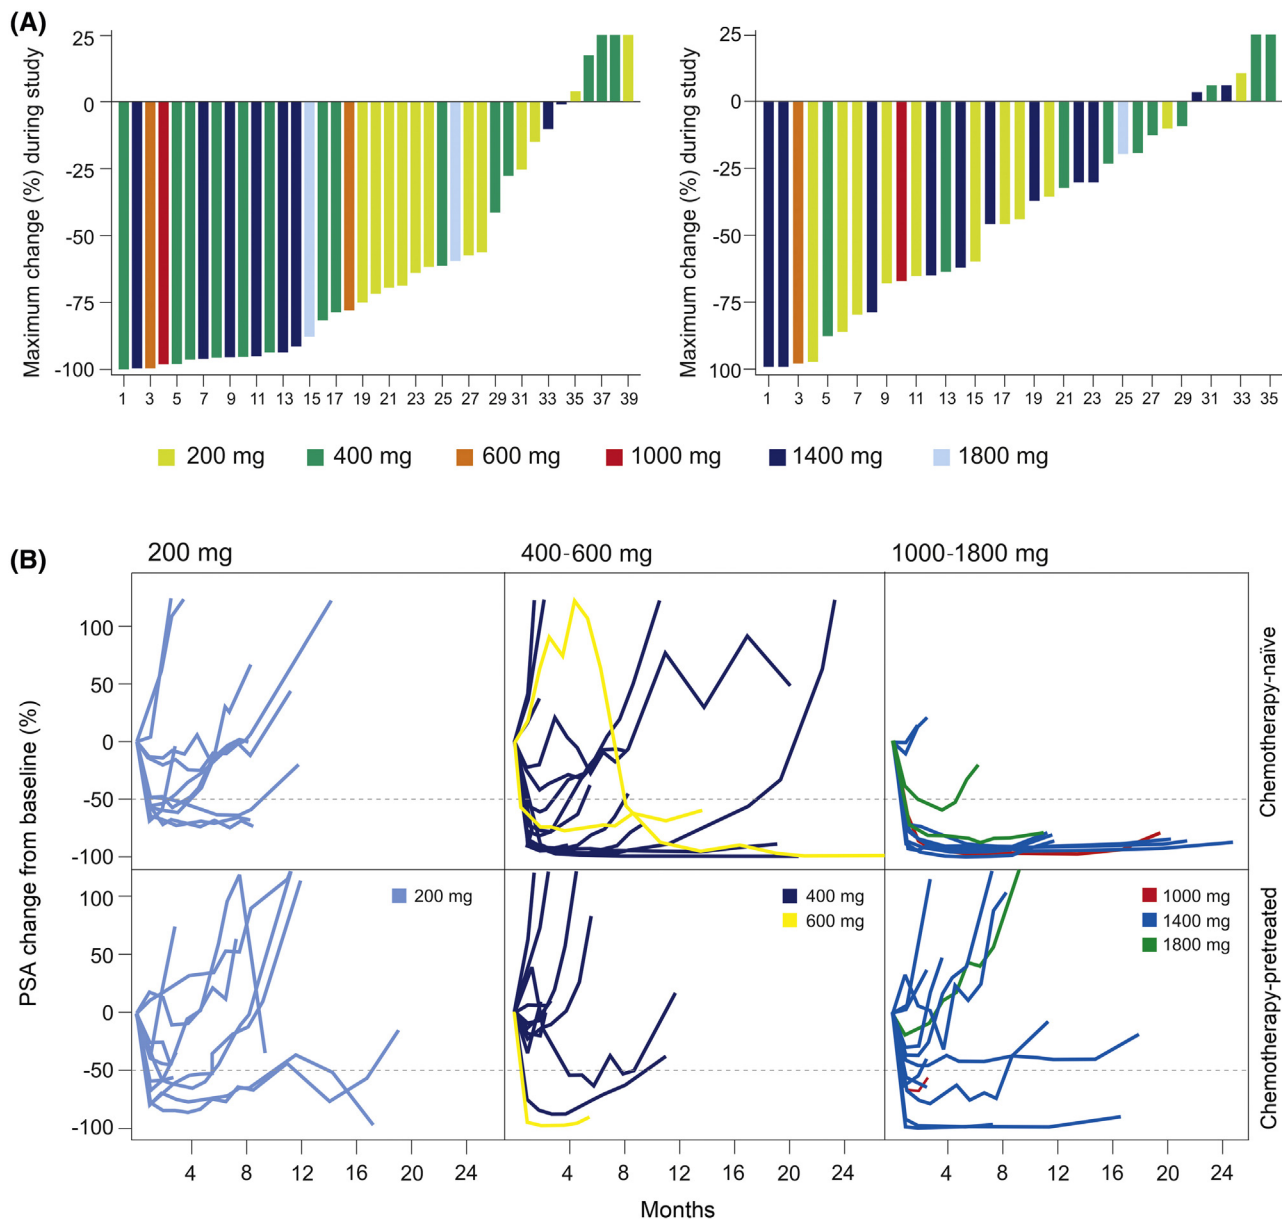 (A)
Maximum change (%) during study
25
0
-25
-50
-75
-100
1 3 5 7 9 11 13 15 17 19 21 23 25 27 29 31 33 35 37 39
Maximum change (%) during study
25
0
-25
-50
-75
100
1 3 5 7 9 11 13 15 17 19 21 23 25 27 29 31 33 35
200 mg 400 mg 600 mg 1000 mg 1400 mg 1800 mg
(B)
200 mg 400-600 mg 1000-1800 mg
PSA change from baseline (%)
100
50
0
-50
-100
Chemotherapy-naïve
100
50
0
-50
-100
200 mg
400 mg
600 mg
1000 mg
1400 mg
1800 mg
Chemotherapy-pretreated
4 8 12 16 20 24 4 8 12 16 20 24 4 8 12 16 20 24
Months